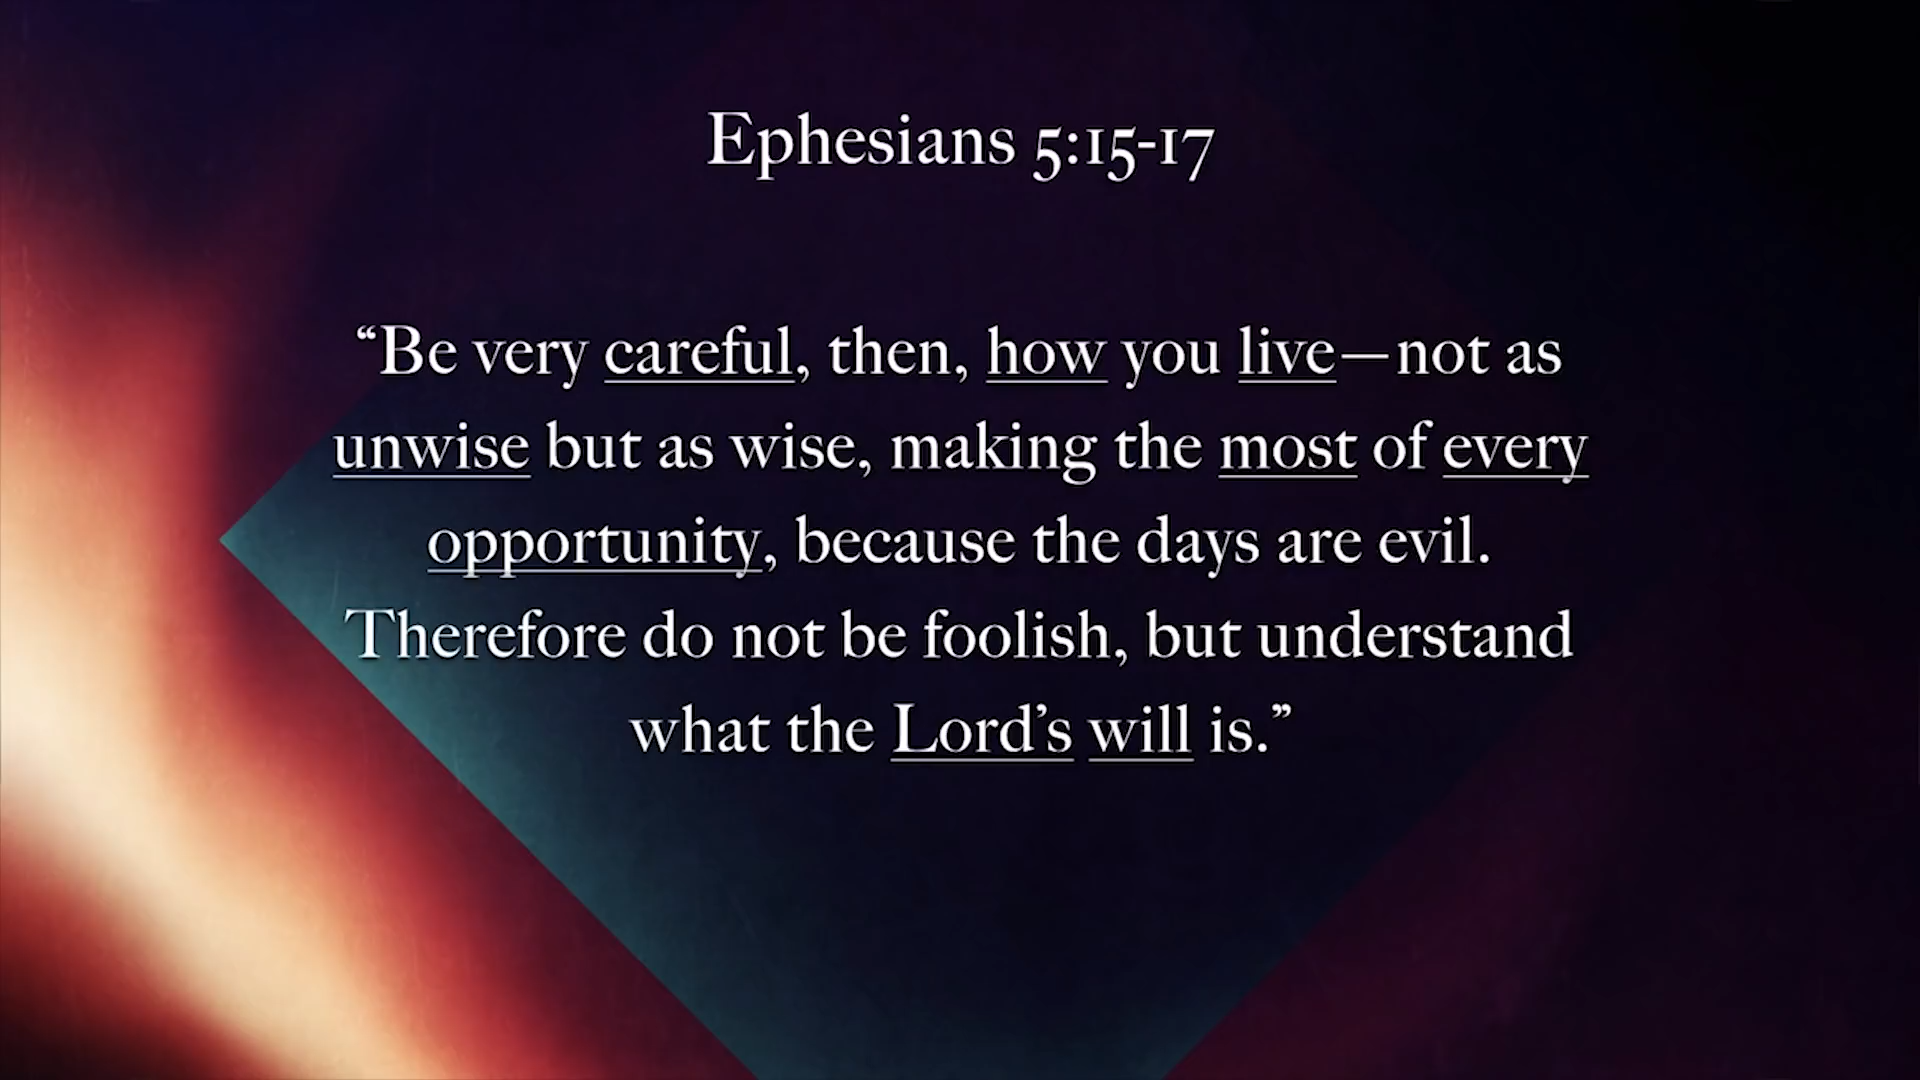 Ephesians 5:15-17
“Be very careful, then, how you live—not as
unwise but as wise, making the most of every
opportunity, because the days are evil.
Therefore do not be foolish, but understand
what the Lord’s will is.”